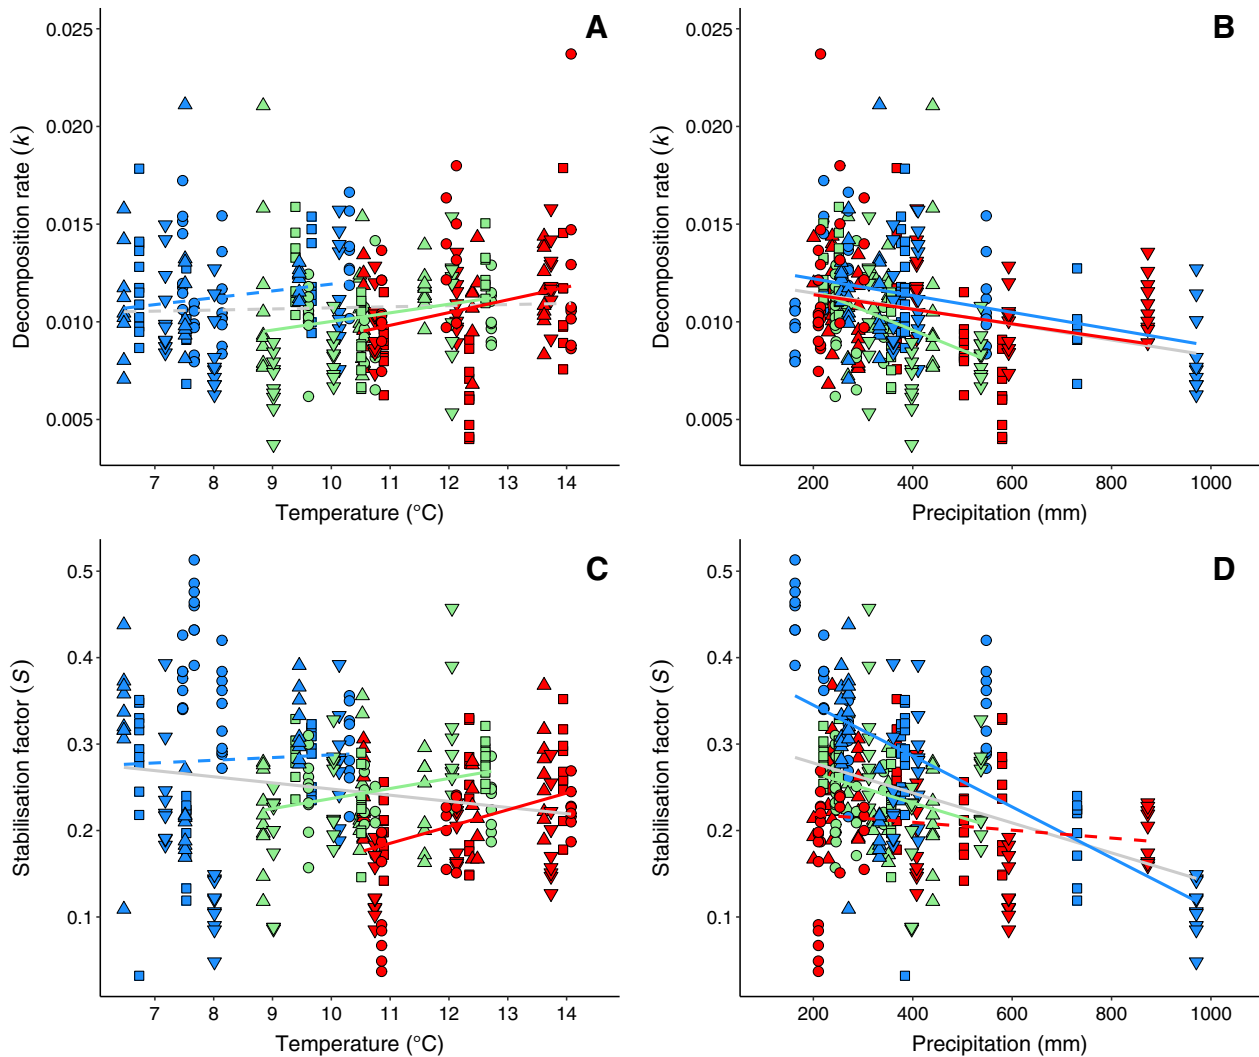 A
0.025
0.020
0.015
0.010
0.005
Decomposition rate (k)
7 8 9 10 11 12 13 14
Temperature (°C)
B
0.025
0.020
0.015
0.010
0.005
Decomposition rate (k)
200 400 600 800 1000
Precipitation (mm)
C
0.5
0.4
0.3
0.2
0.1
Stabilisation factor (S)
7 8 9 10 11 12 13 14
Temperature (°C)
D
0.5
0.4
0.3
0.2
0.1
Stabilisation factor (S)
200 400 600 800 1000
Precipitation (mm)